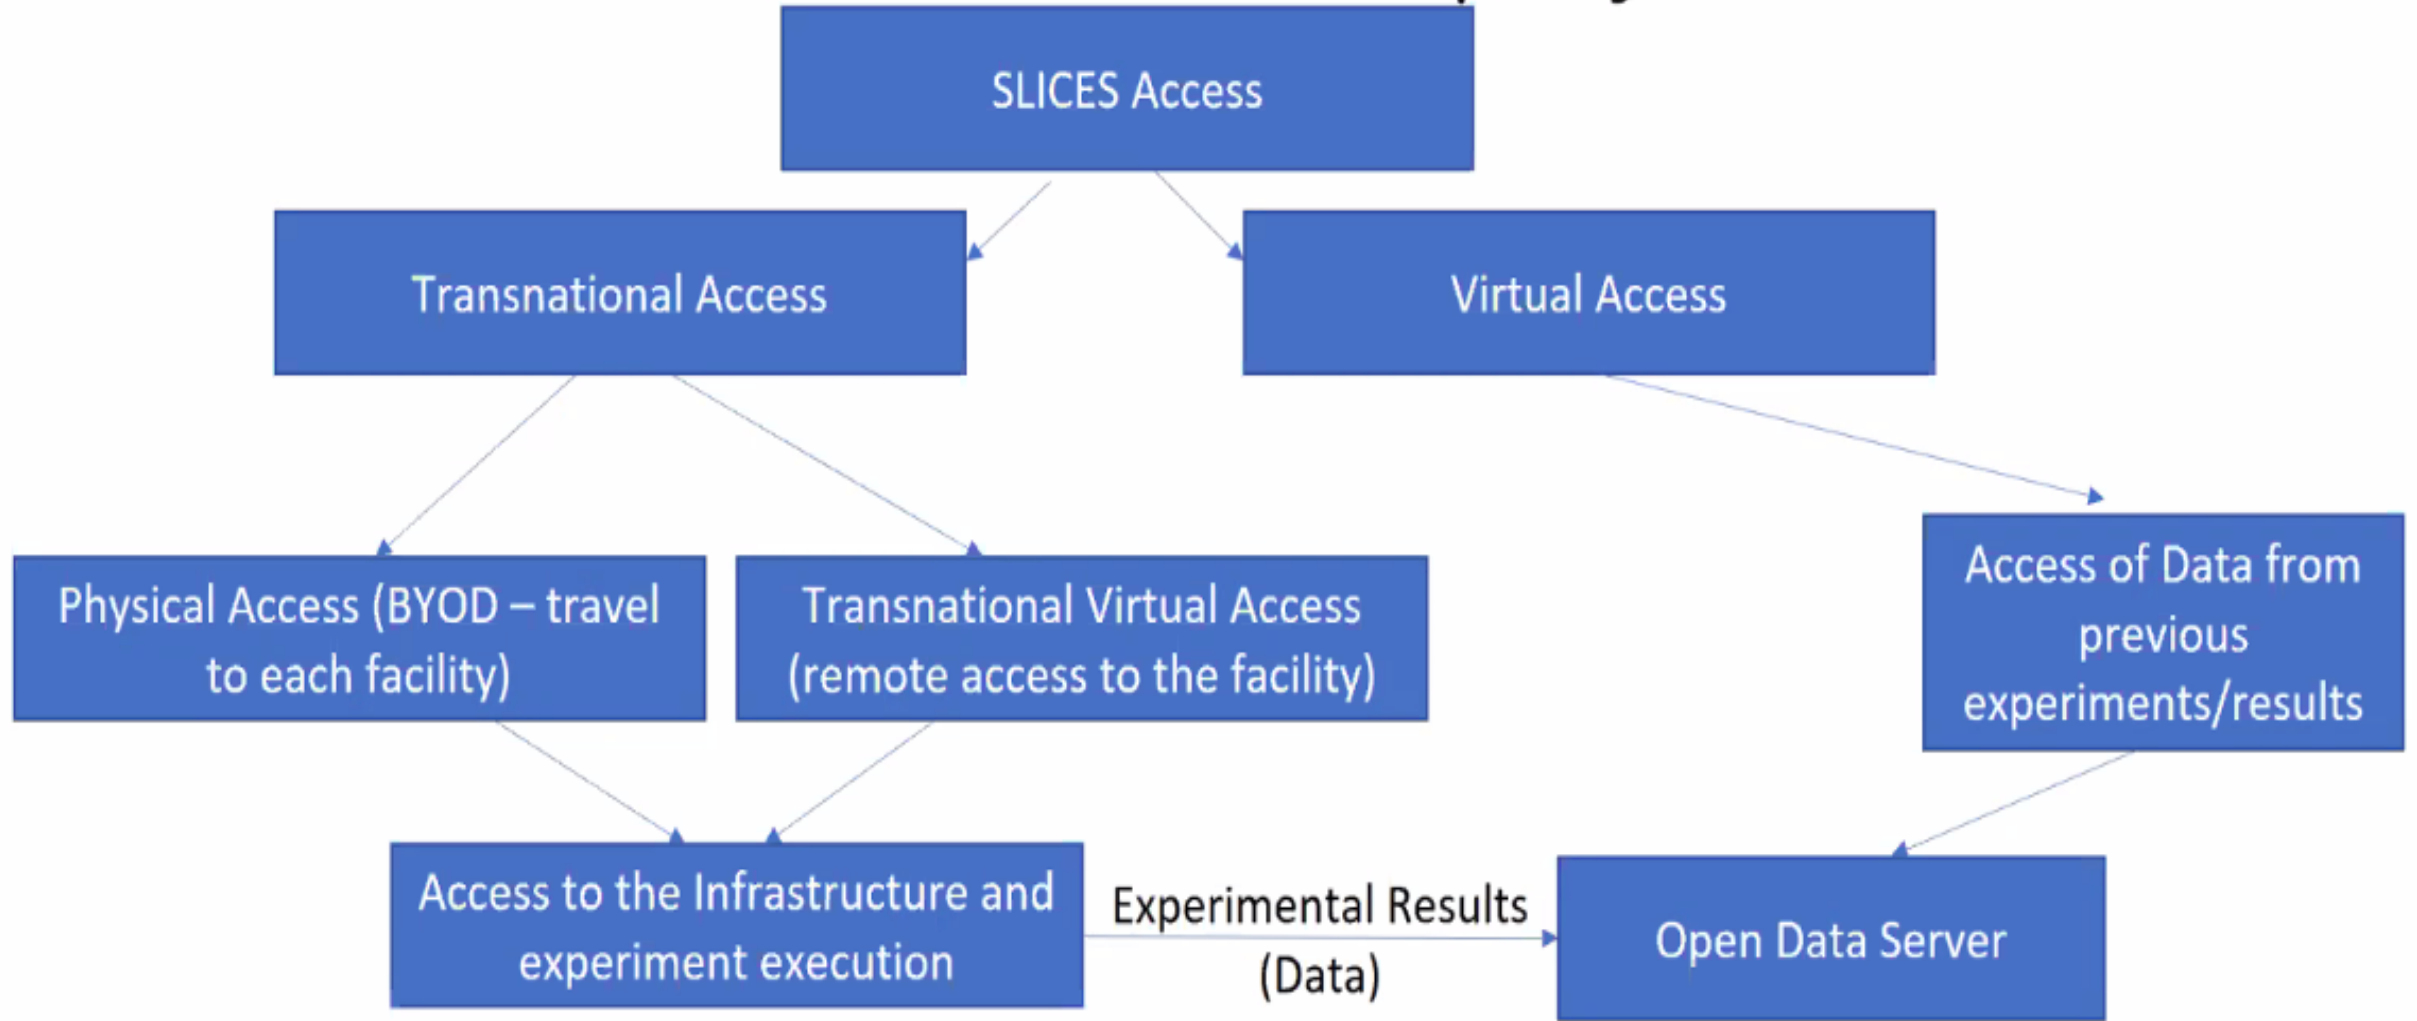 SLICES Access
Transnational Access
Virtual Access
Physical Access (BYOD – travel
to each facility)
Transnational Virtual Access
(remote access to the facility)
Access of Data from
previous
experiments/results
Access to the Infrastructure and
experiment execution
Experimental Results
(Data)
Open Data Server